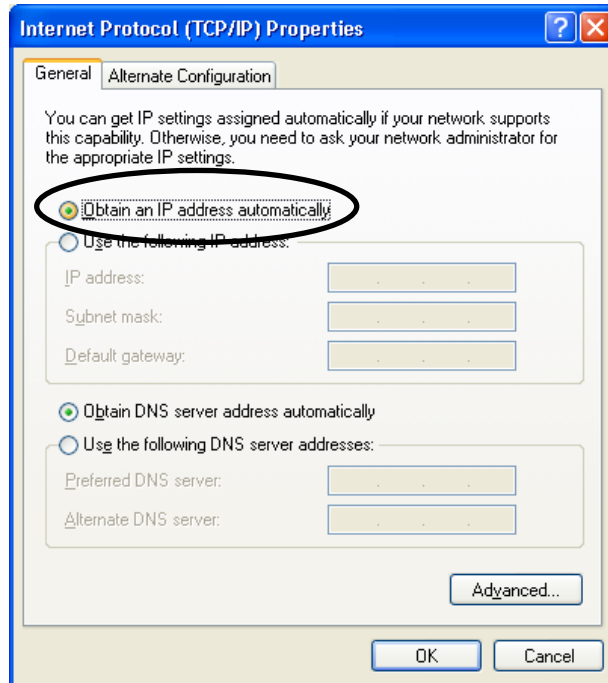 Internet Protocol (TCP/IP) Properties
General
Alternate Configuration
You can get IP settings assigned automatically if your network supports
this capability. Otherwise, you need to ask your network administrator for
the appropriate IP settings.
Obtain an IP address automatically
Use the following IP address:
IP address:
Subnet mask:
Default gateway:
Obtain DNS server address automatically
Use the following DNS server addresses:
Preferred DNS server:
Alternate DNS server:
Advanced...
OK
Cancel